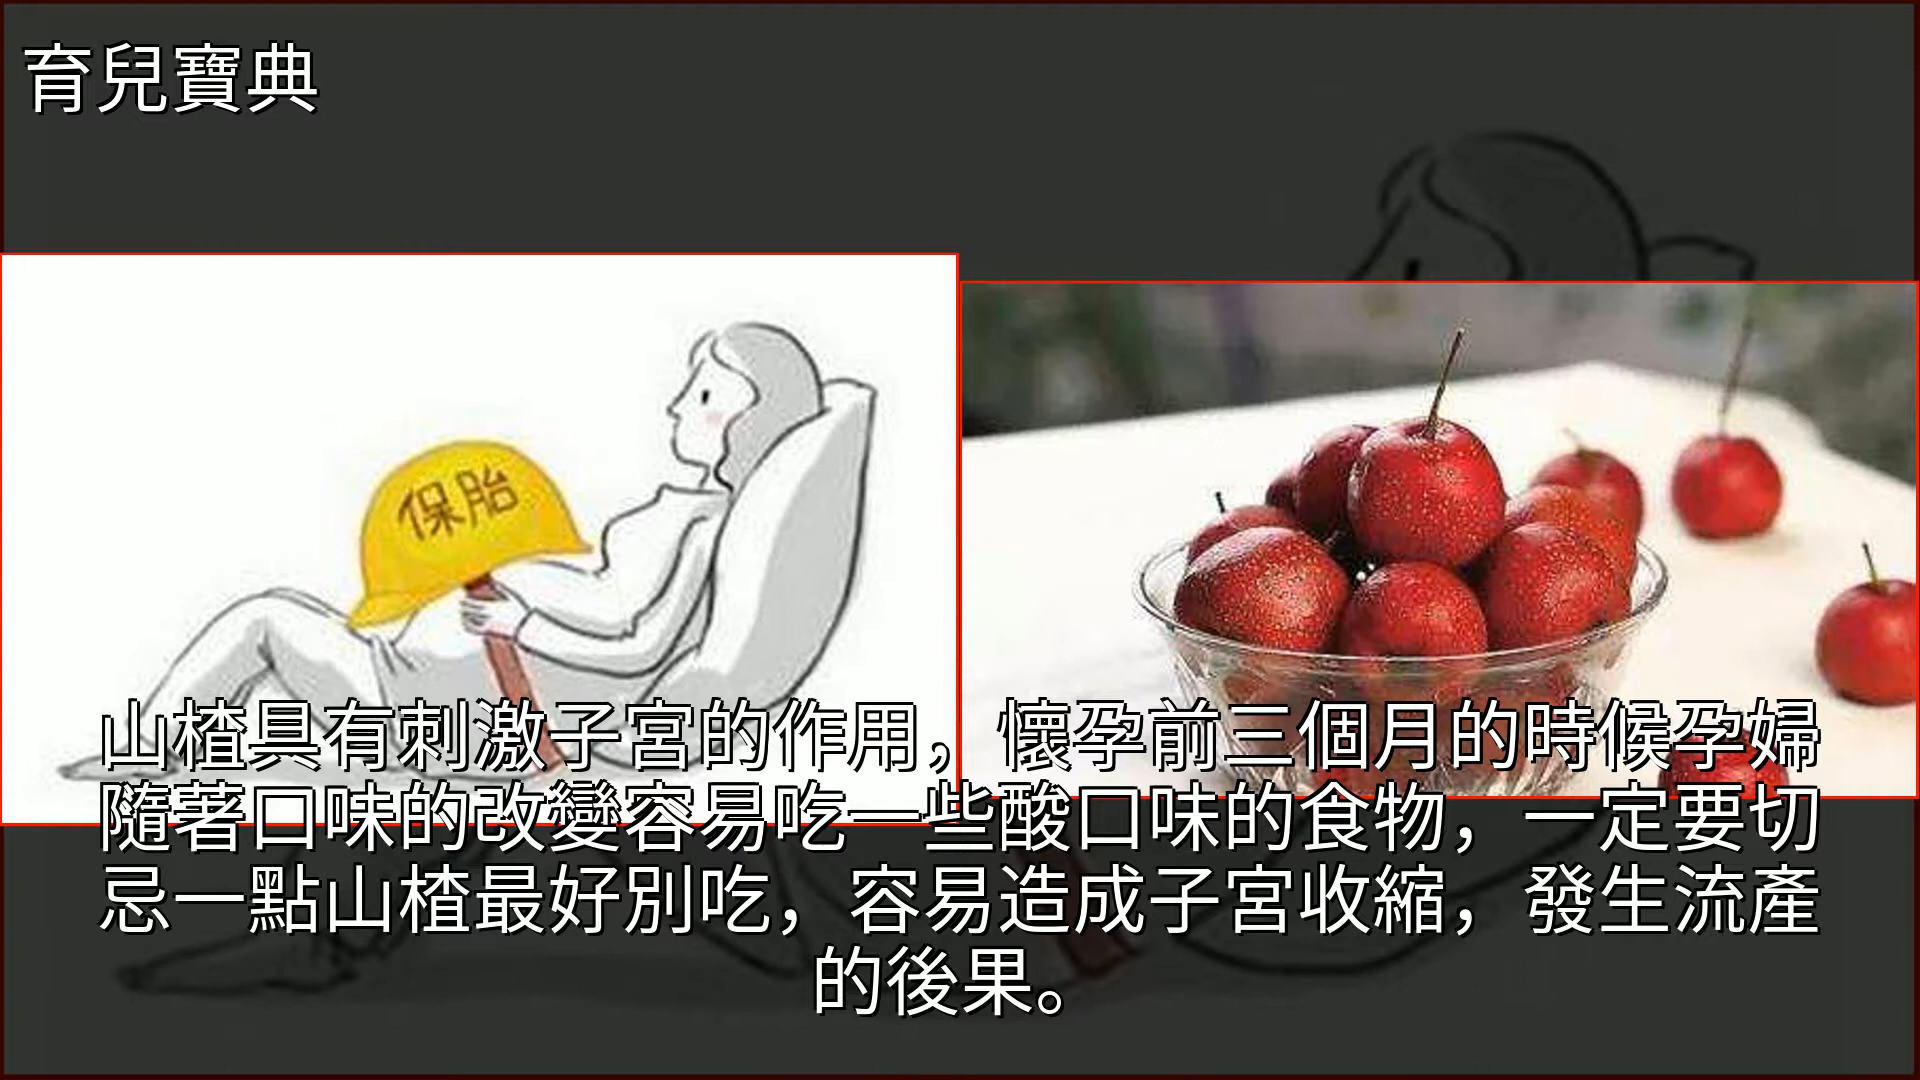 育兒寶典
保胎
山楂具有刺激子宮的作用，懷孕前三個月的時候孕婦
隨著口味的改變容易吃一些酸口味的食物，一定要切
忌一點山楂最好別吃，容易造成子宮收縮，發生流產
的後果。